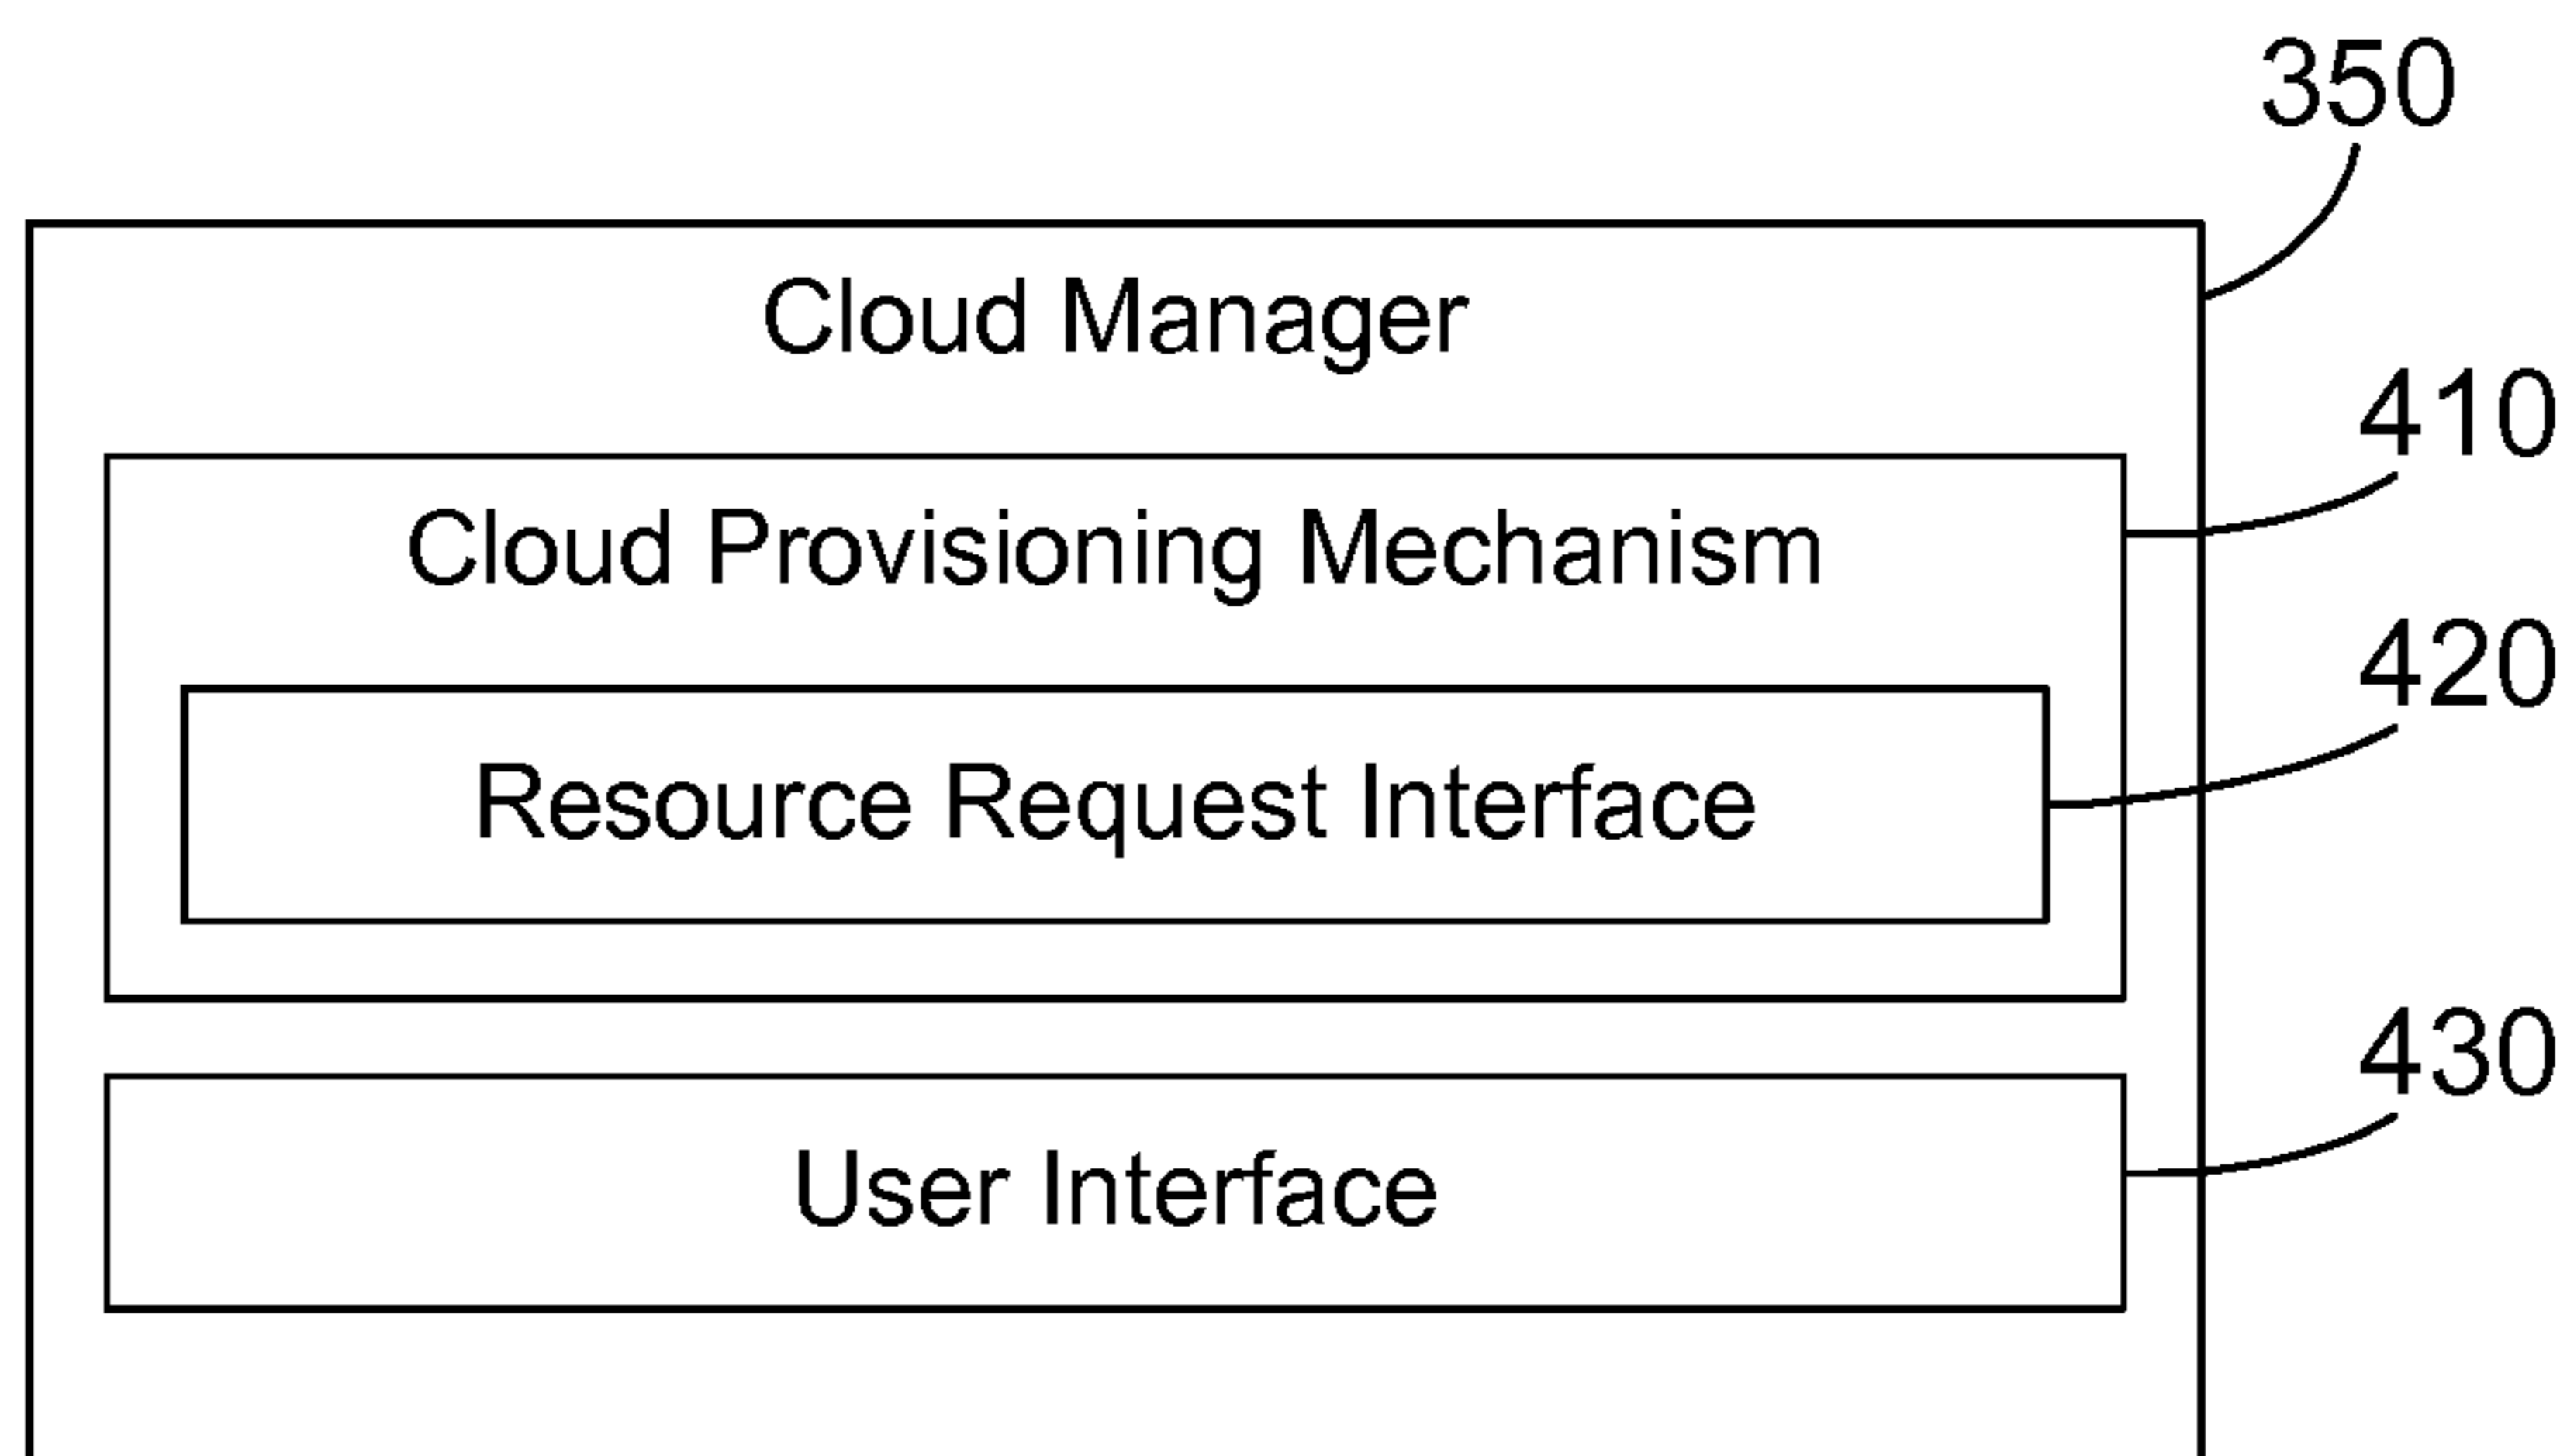 350
Cloud Manager
410
Cloud Provisioning Mechanism
420
Resource Request Interface
430
User Interface